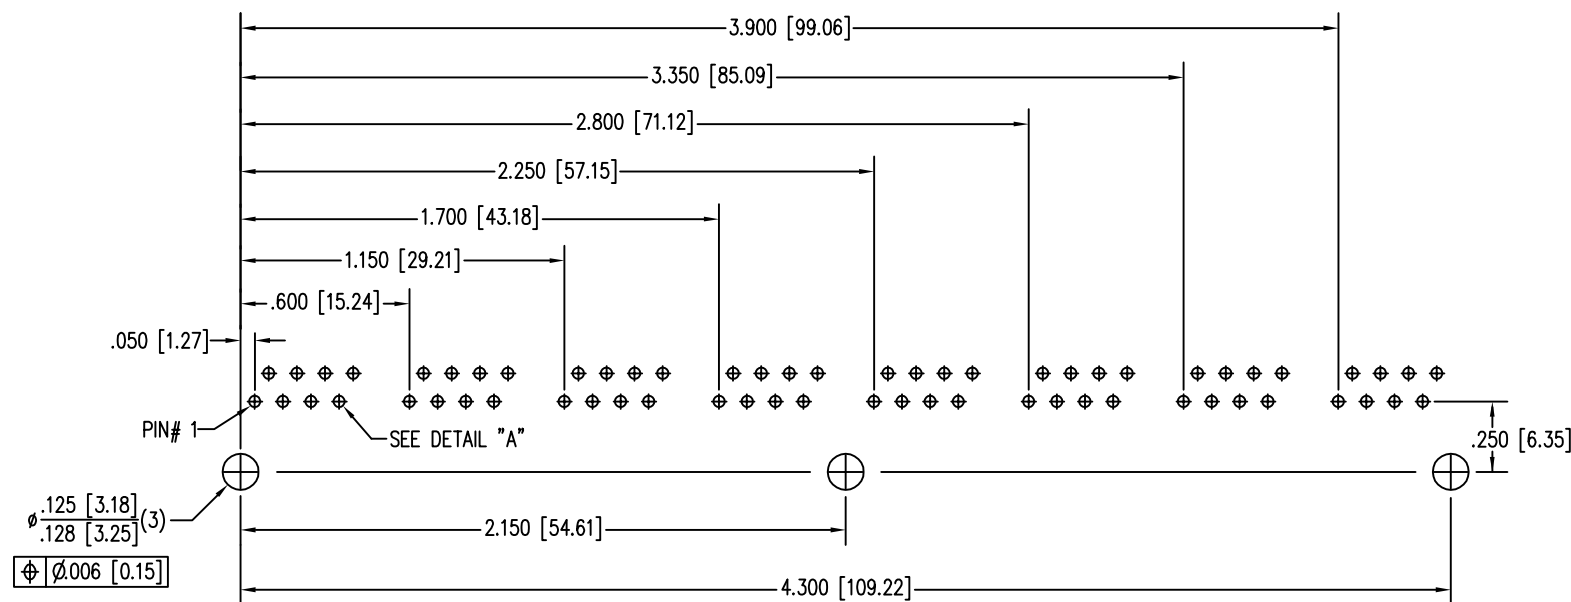 3.900 [99.06]
3.350 [85.09]
2.800 [71.12]
2.250 [57.15]
1.700 [43.18]
1.150 [29.21]
.600 [15.24]
.050 [1.27]
PIN# 1
SEE DETAIL "A"
.250 [6.35]
ø .125 [3.18]
.128 [3.25] (3)
2.150 [54.61]
⌖ Ø.006 [0.15]
4.300 [109.22]